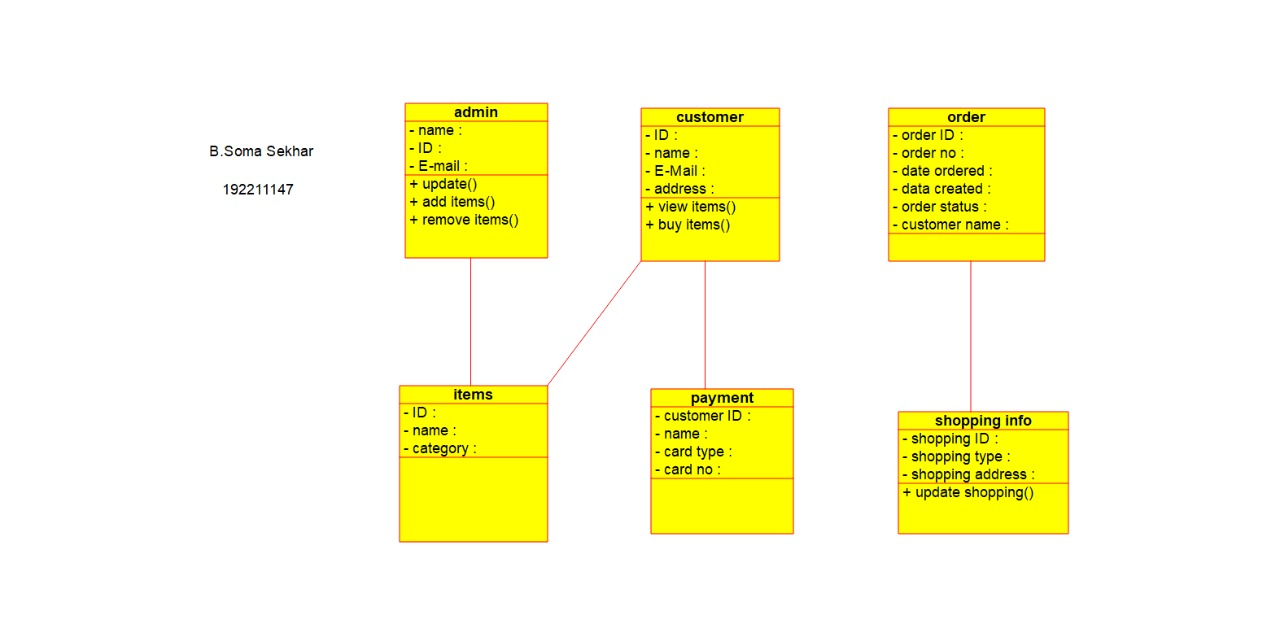 B.Soma Sekhar
192211147
admin
- name :
- ID :
- E-mail :
+ update()
+ add items()
+ remove items()
customer
- ID :
- name :
- E-Mail :
- address :
+ view items()
+ buy items()
order
- order ID :
- order no :
- date ordered :
- data created :
- order status :
- customer name :
items
- ID :
- name :
- category :
payment
- customer ID :
- name :
- card type :
- card no :
shopping info
- shopping ID :
- shopping type :
- shopping address :
+ update shopping()